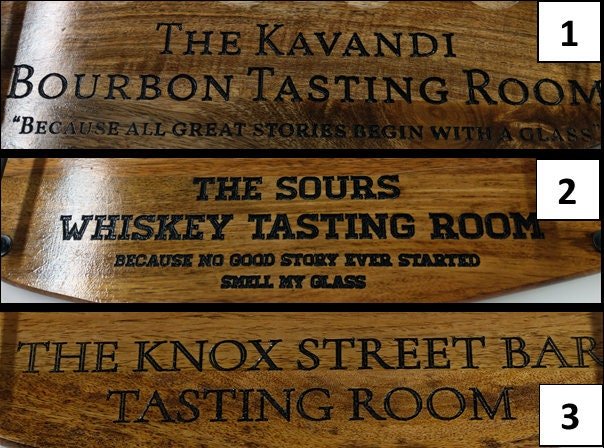 1
THE KAVANDI
BOURBON TASTING ROOM
"BECAUSE ALL GREAT STORIES BEGIN WITH A GLASS"
2
THE SOURS
WHISKEY TASTING ROOM
BECAUSE NO GOOD STORY EVER STARTED
SMELL MY GLASS
THE KNOX STREET BAR
TASTING ROOM
3